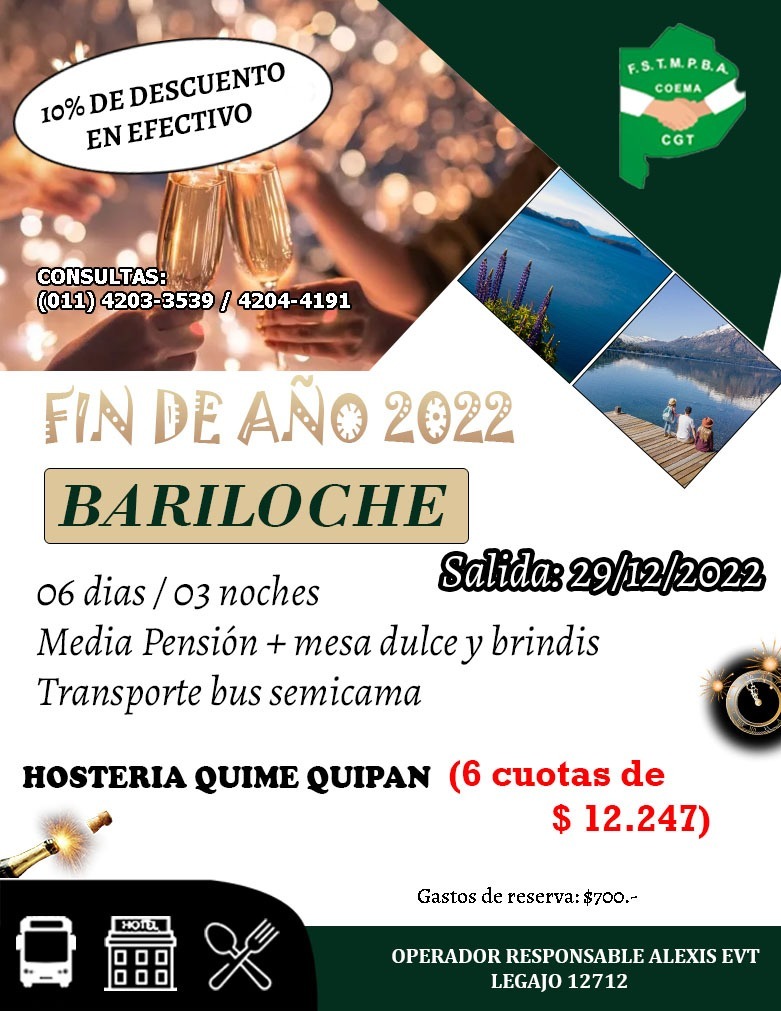 10% DE DESCUENTO
EN EFECTIVO
F.S.T.M.P.B.A.
COEMA
CGT
CONSULTAS:
(011) 4203-3539 / 4204-4191
FIN DE AÑO 2022
BARILOCHE
Salida: 29/12/2022
06 dias / 03 noches
Media Pensión + mesa dulce y brindis
Transporte bus semicama
HOSTERIA QUIME QUIPAN (6 cuotas de
$ 12.247)
Gastos de reserva: $700.-
HOTEL
OPERADOR RESPONSABLE ALEXIS EVT
LEGAJO 12712